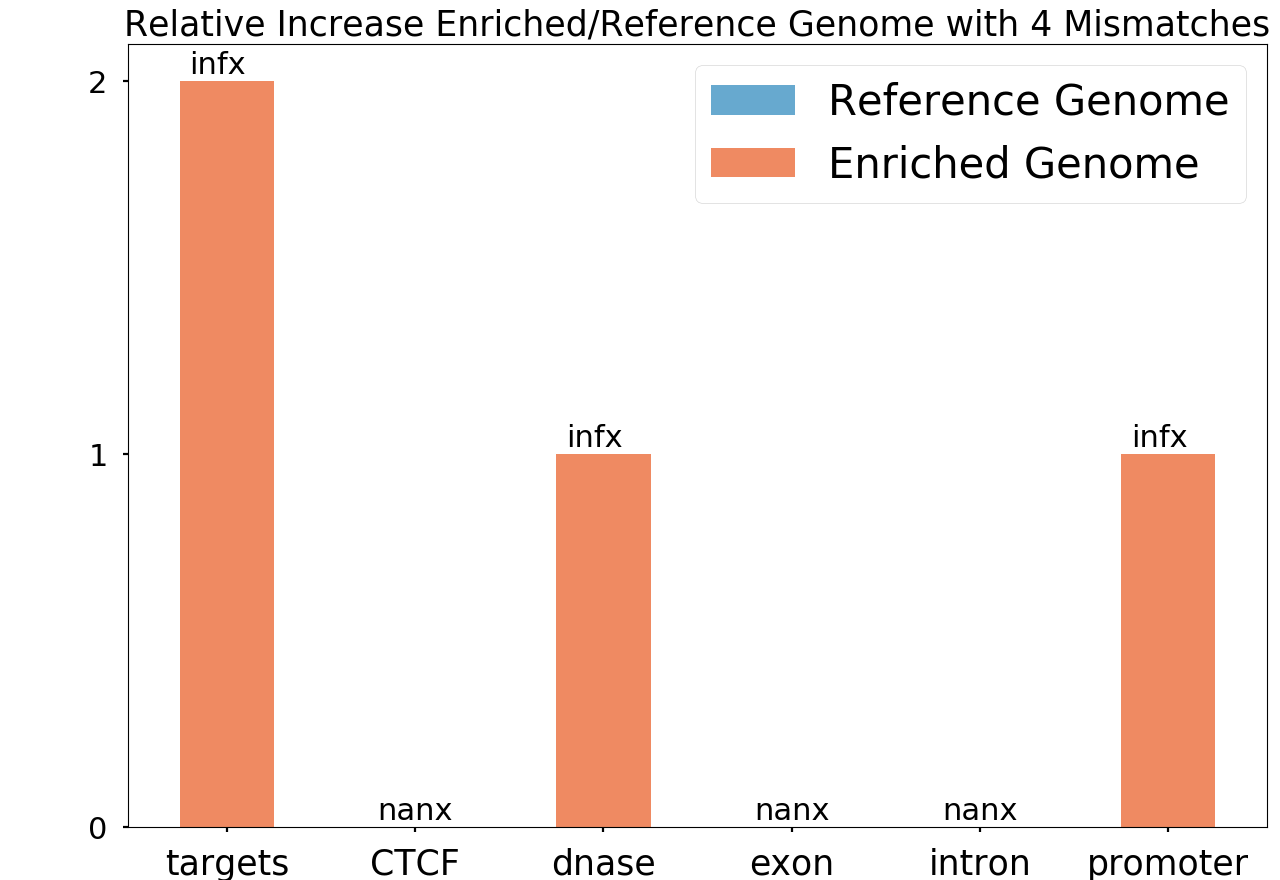 Relative Increase Enriched/Reference Genome with 4 Mismatches
infx
2
Reference Genome
Enriched Genome
infx
infx
1
nanx
nanx
nanx
0
targets CTCF dnase exon intron promoter